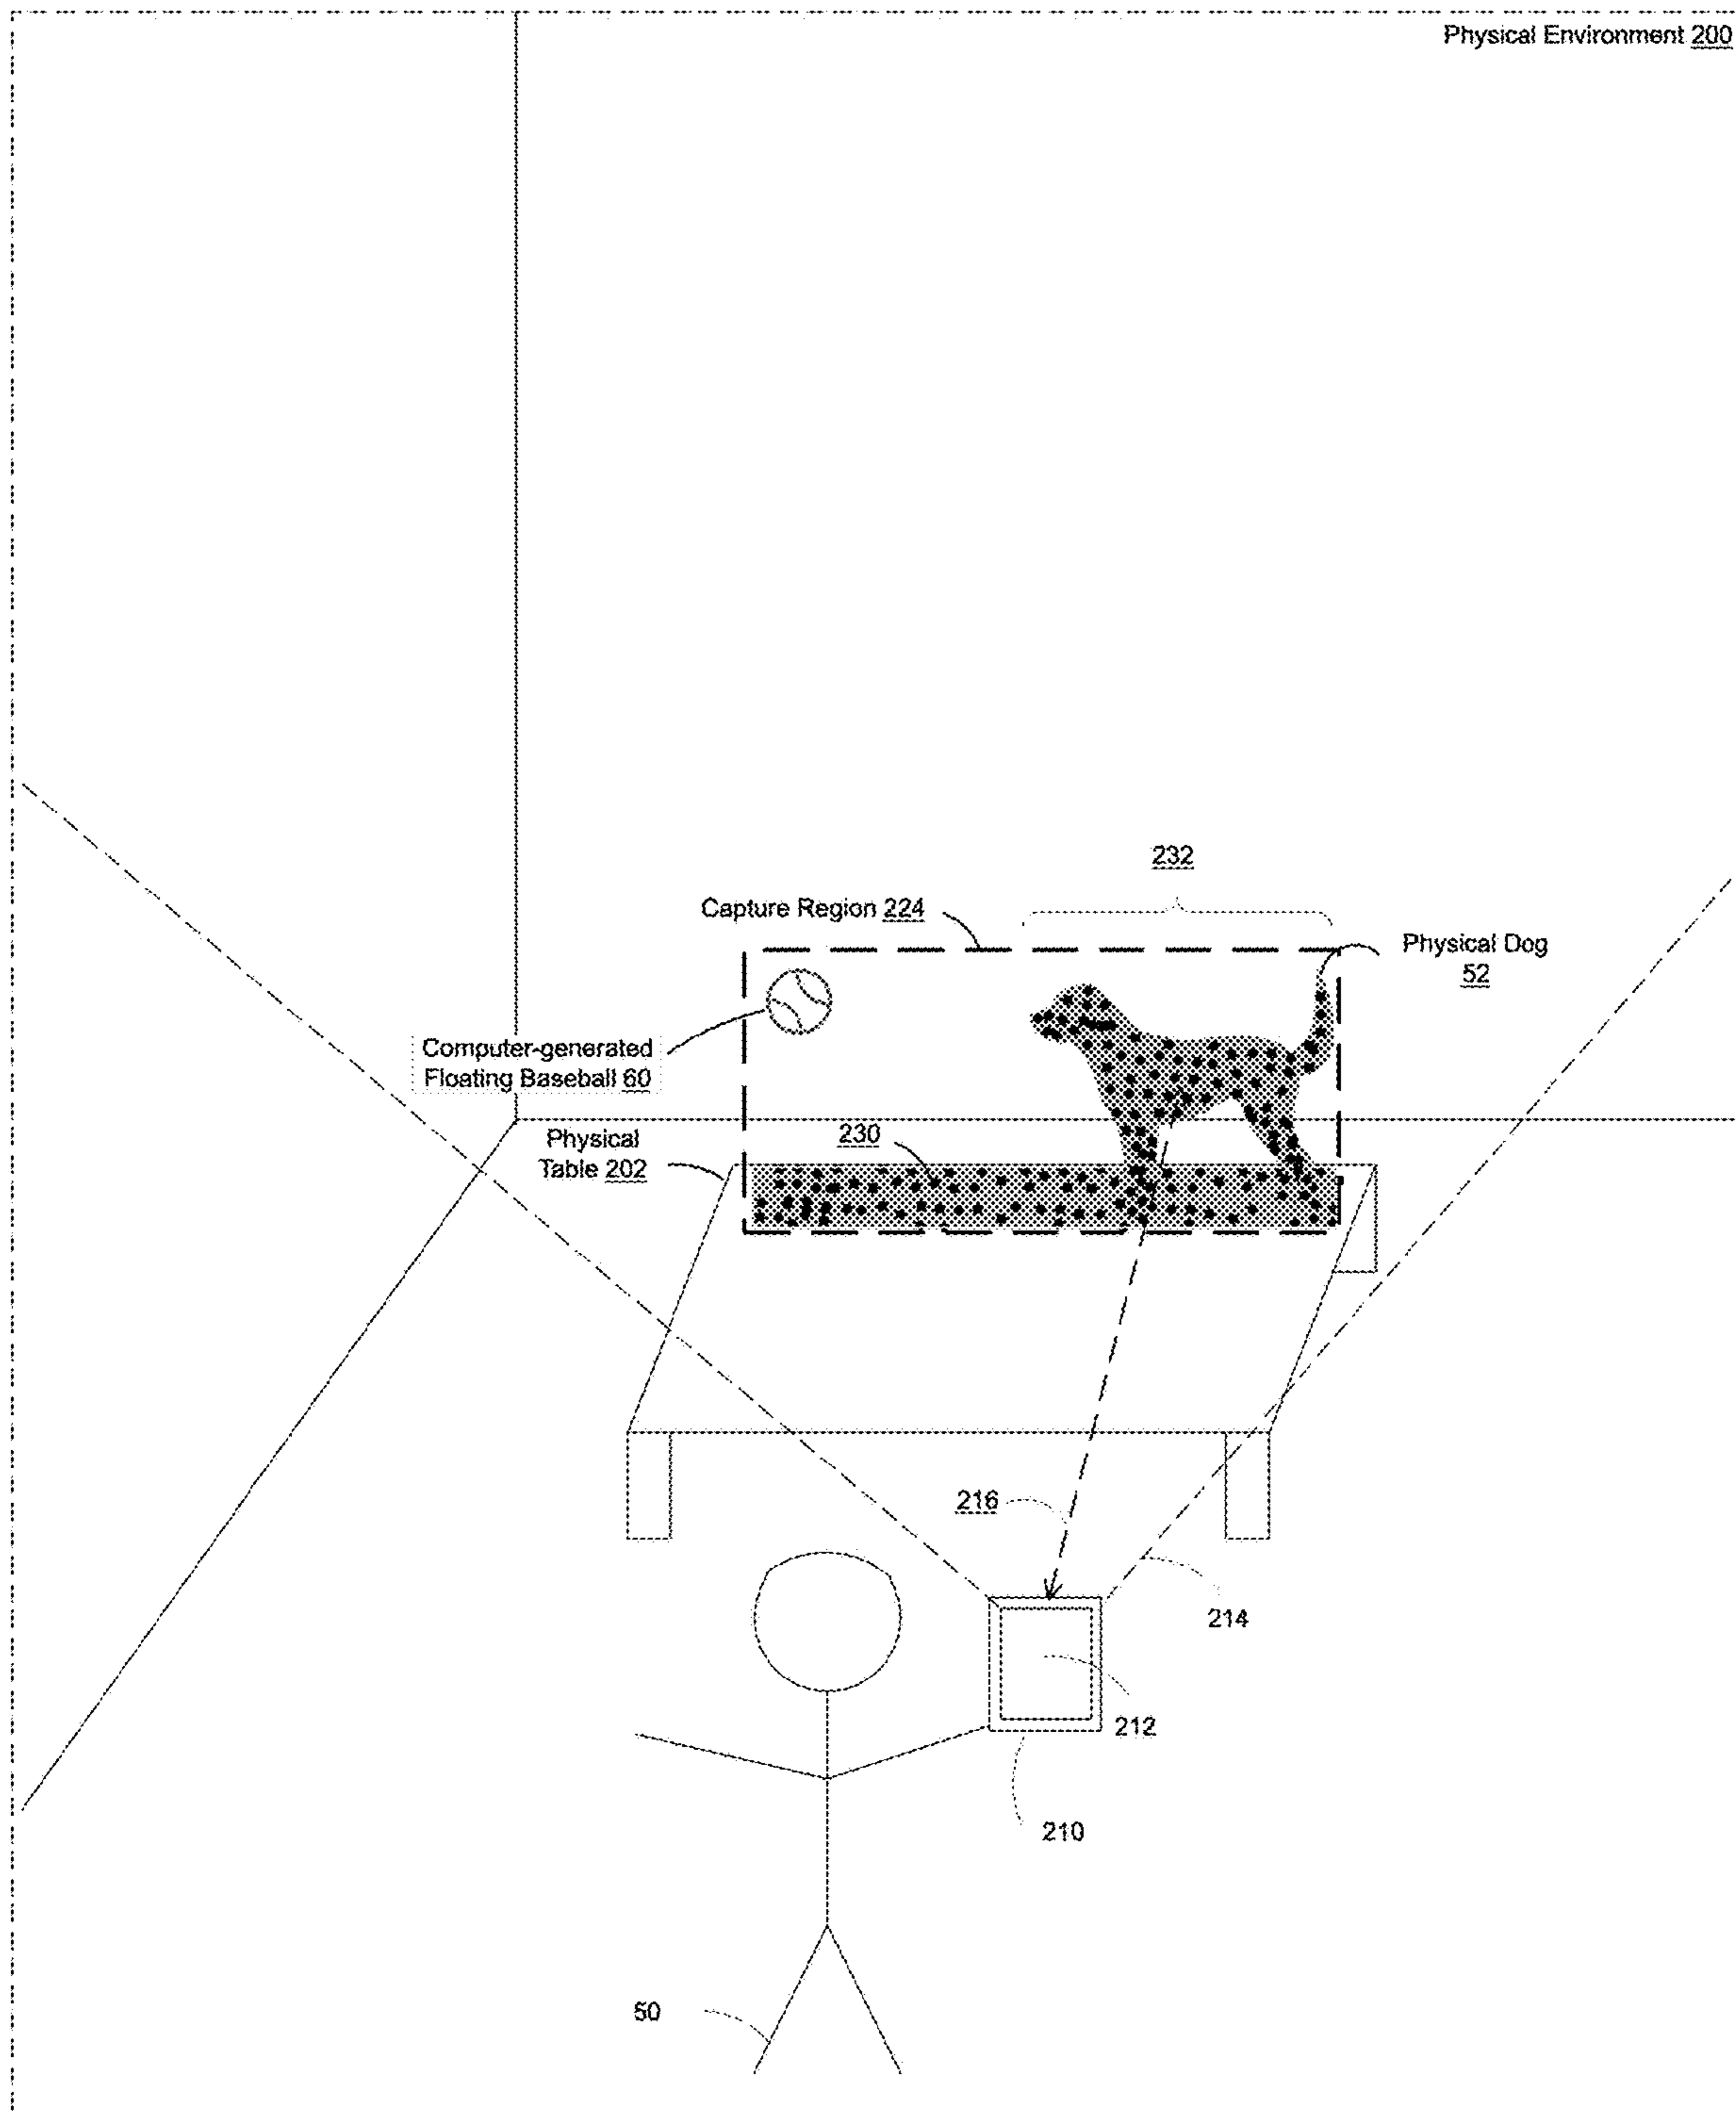 Physical Environment 200
232
Capture Region 224
Physical Dog
52
Computer-generated
Floating Baseball 60
Physical
Table 202
230
216
214
212
210
50